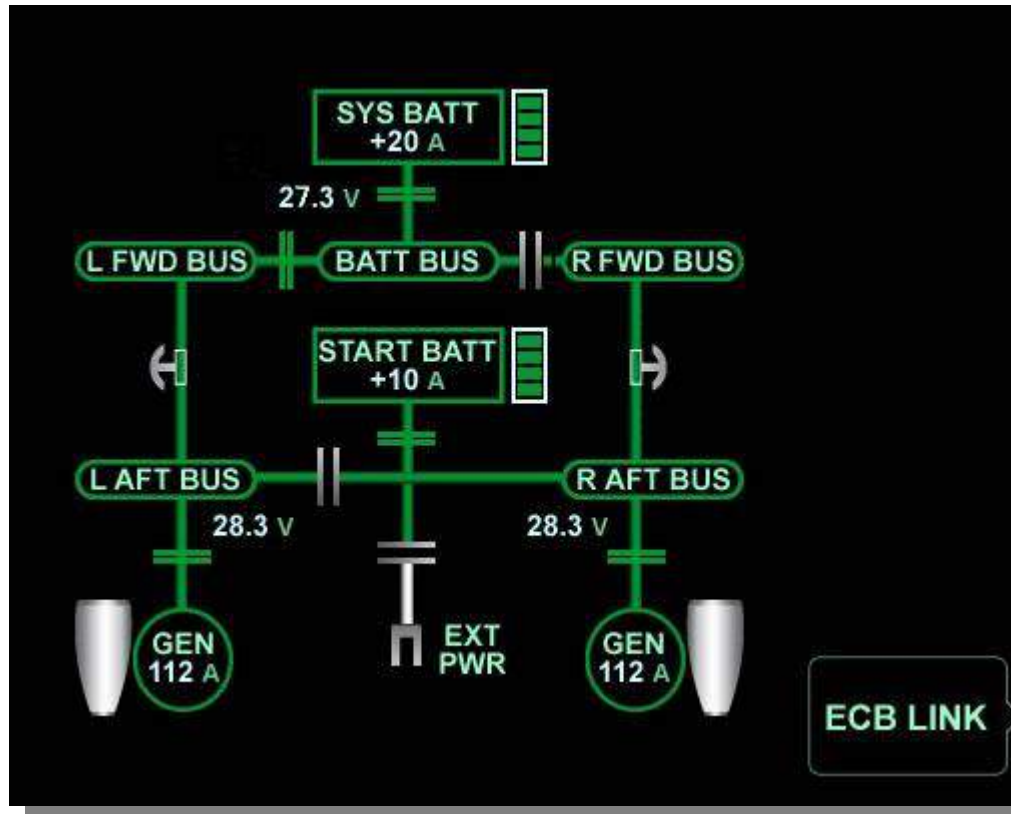 SYS BATT
+20 A
27.3 V
L FWD BUS
BATT BUS
R FWD BUS
START BATT
+10 A
L AFT BUS
R AFT BUS
28.3 V
28.3 V
GEN
112 A
EXT
PWR
GEN
112 A
ECB LINK